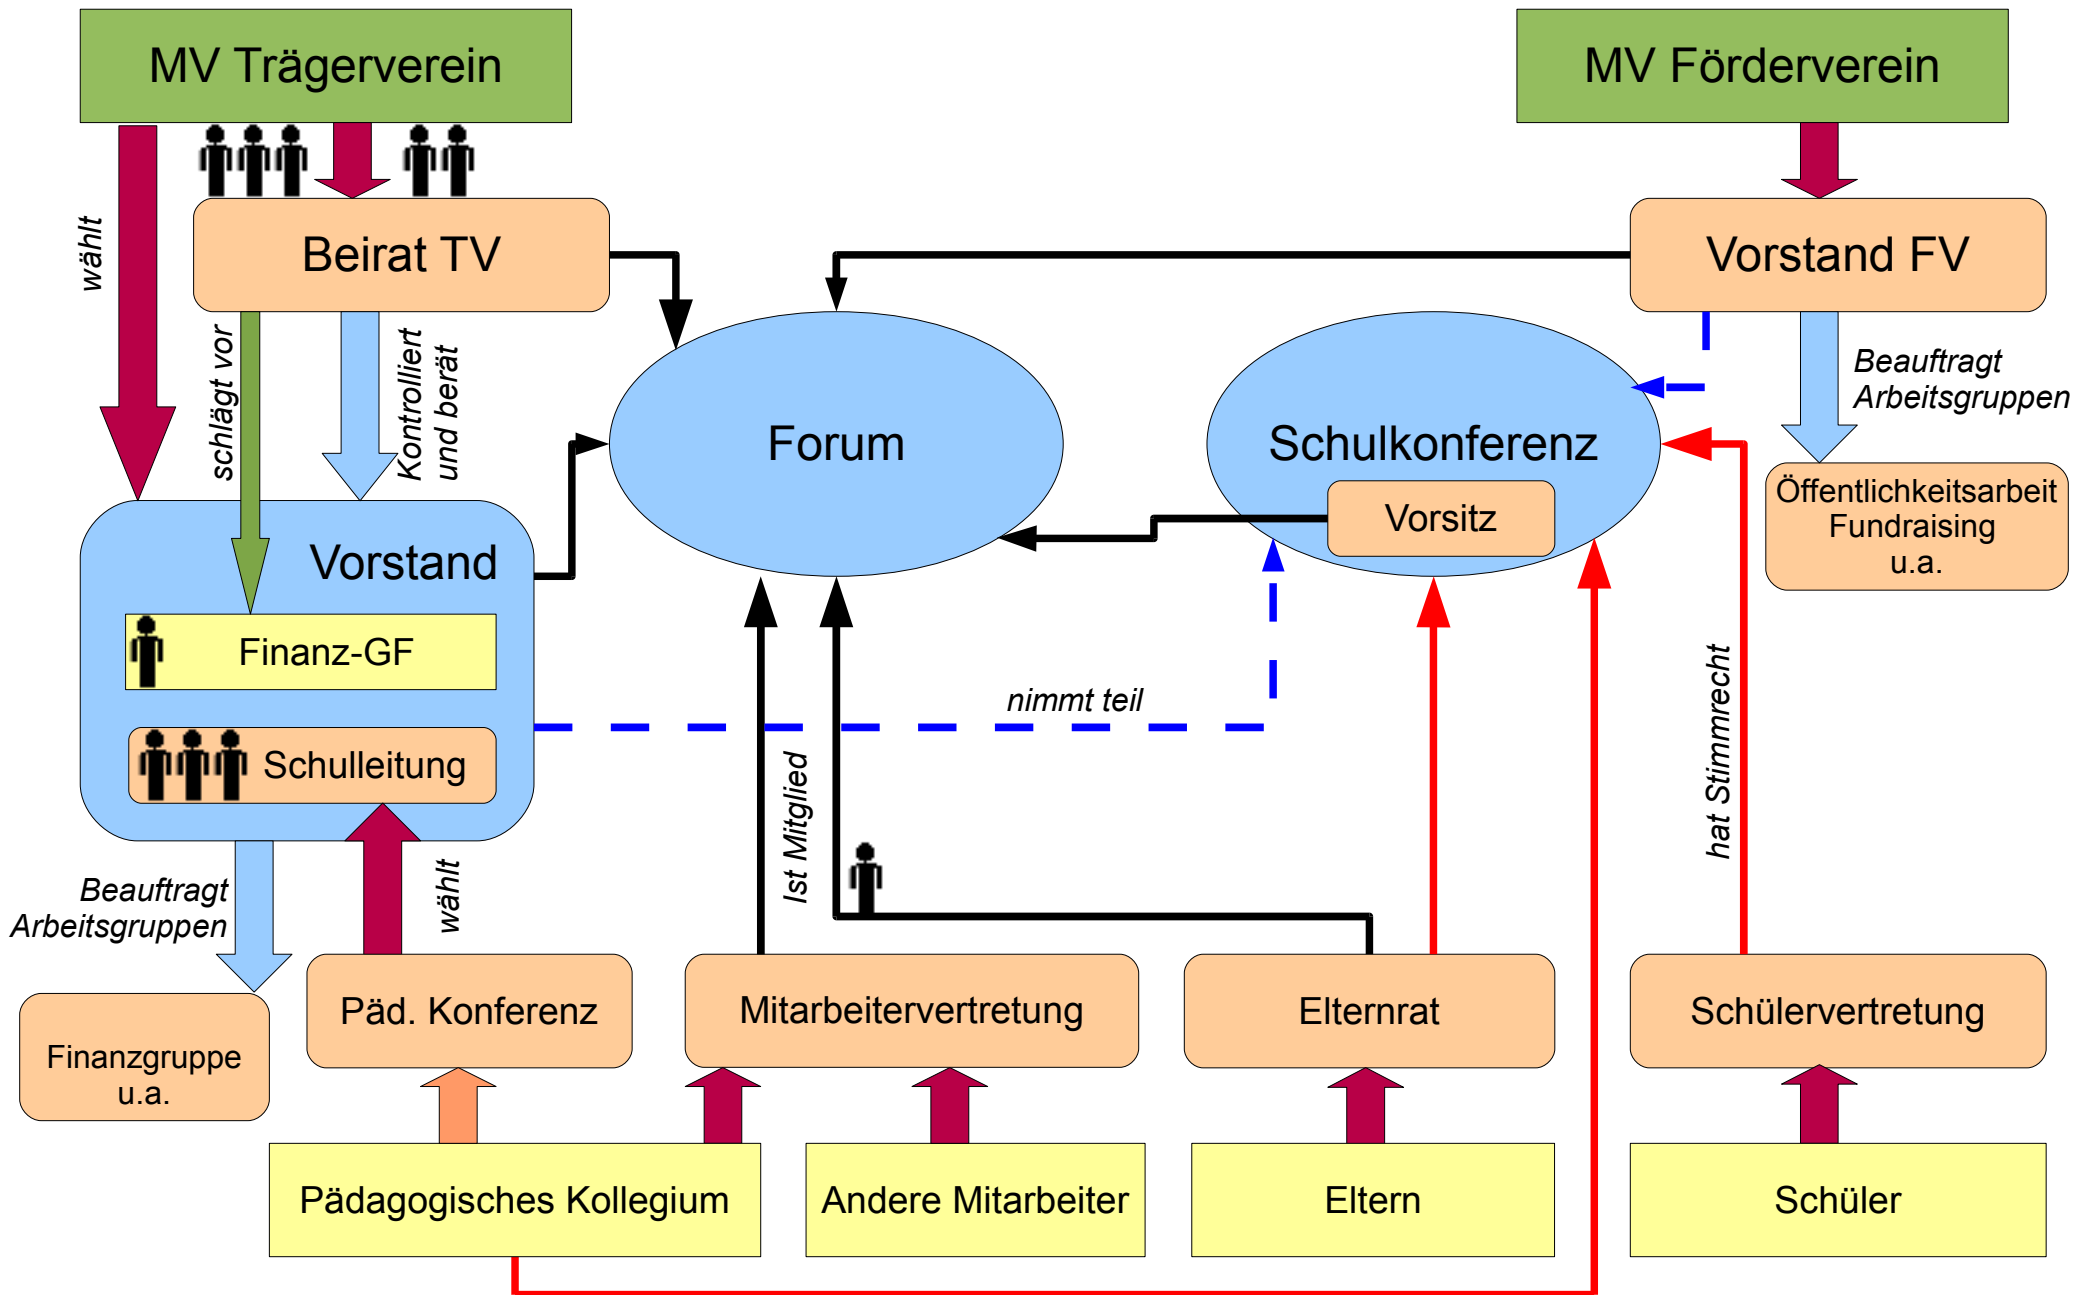 MV Trägerverein
MV Förderverein
wählt
Beirat TV
Vorstand FV
schlägt vor
Kontrolliert
und berät
Beauftragt
Arbeitsgruppen
Forum
Schulkonferenz
Vorsitz
Öffentlichkeitsarbeit
Fundraising
u.a.
Vorstand
Finanz-GF
nimmt teil
Schulleitung
Ist Mitglied
hat Stimmrecht
Beauftragt
Arbeitsgruppen
wählt
Finanzgruppe
u.a.
Päd. Konferenz
Mitarbeitervertretung
Elternrat
Schülervertretung
Pädagogisches Kollegium
Andere Mitarbeiter
Eltern
Schüler